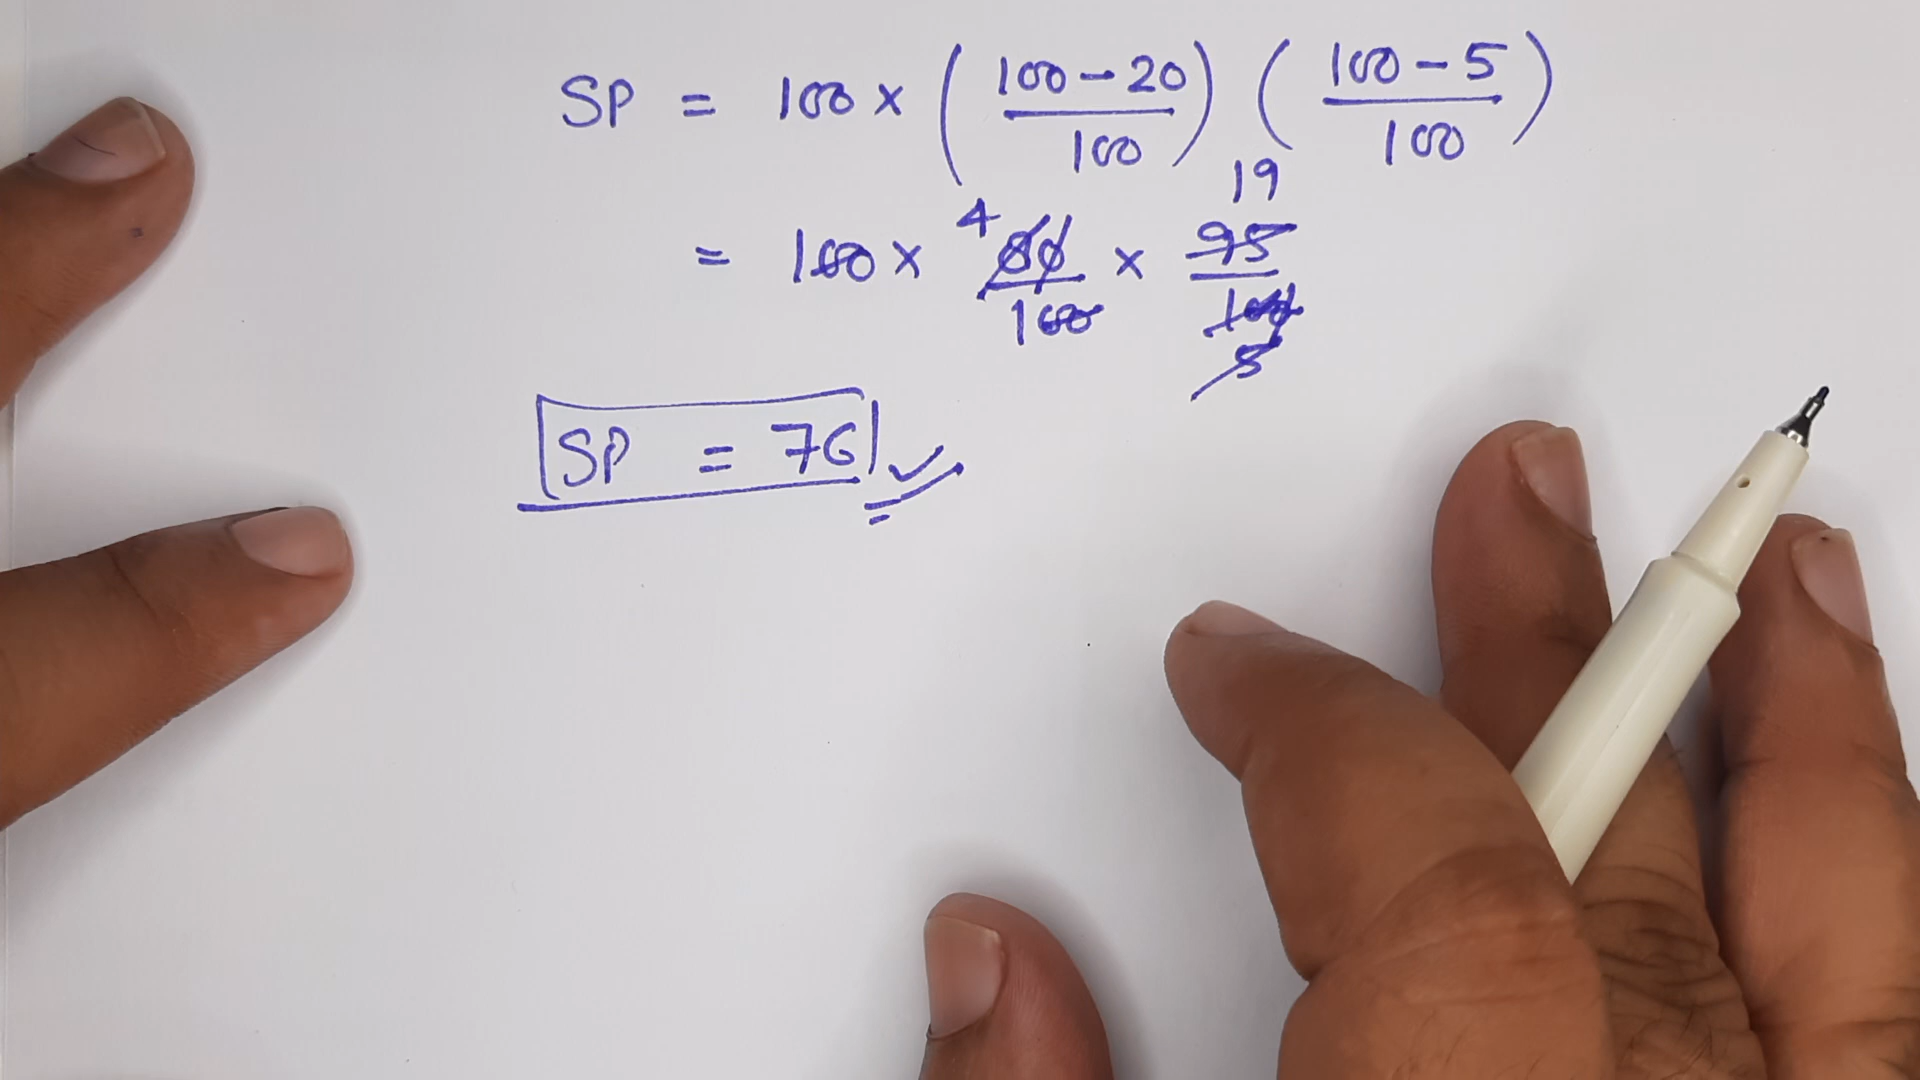 SP = 100 × ( 100 - 20 / 100 ) ( 100 - 5 / 100 )
19
= 100 × 4 80 / 100 × 95 / 100
5
SP = 76 ✓